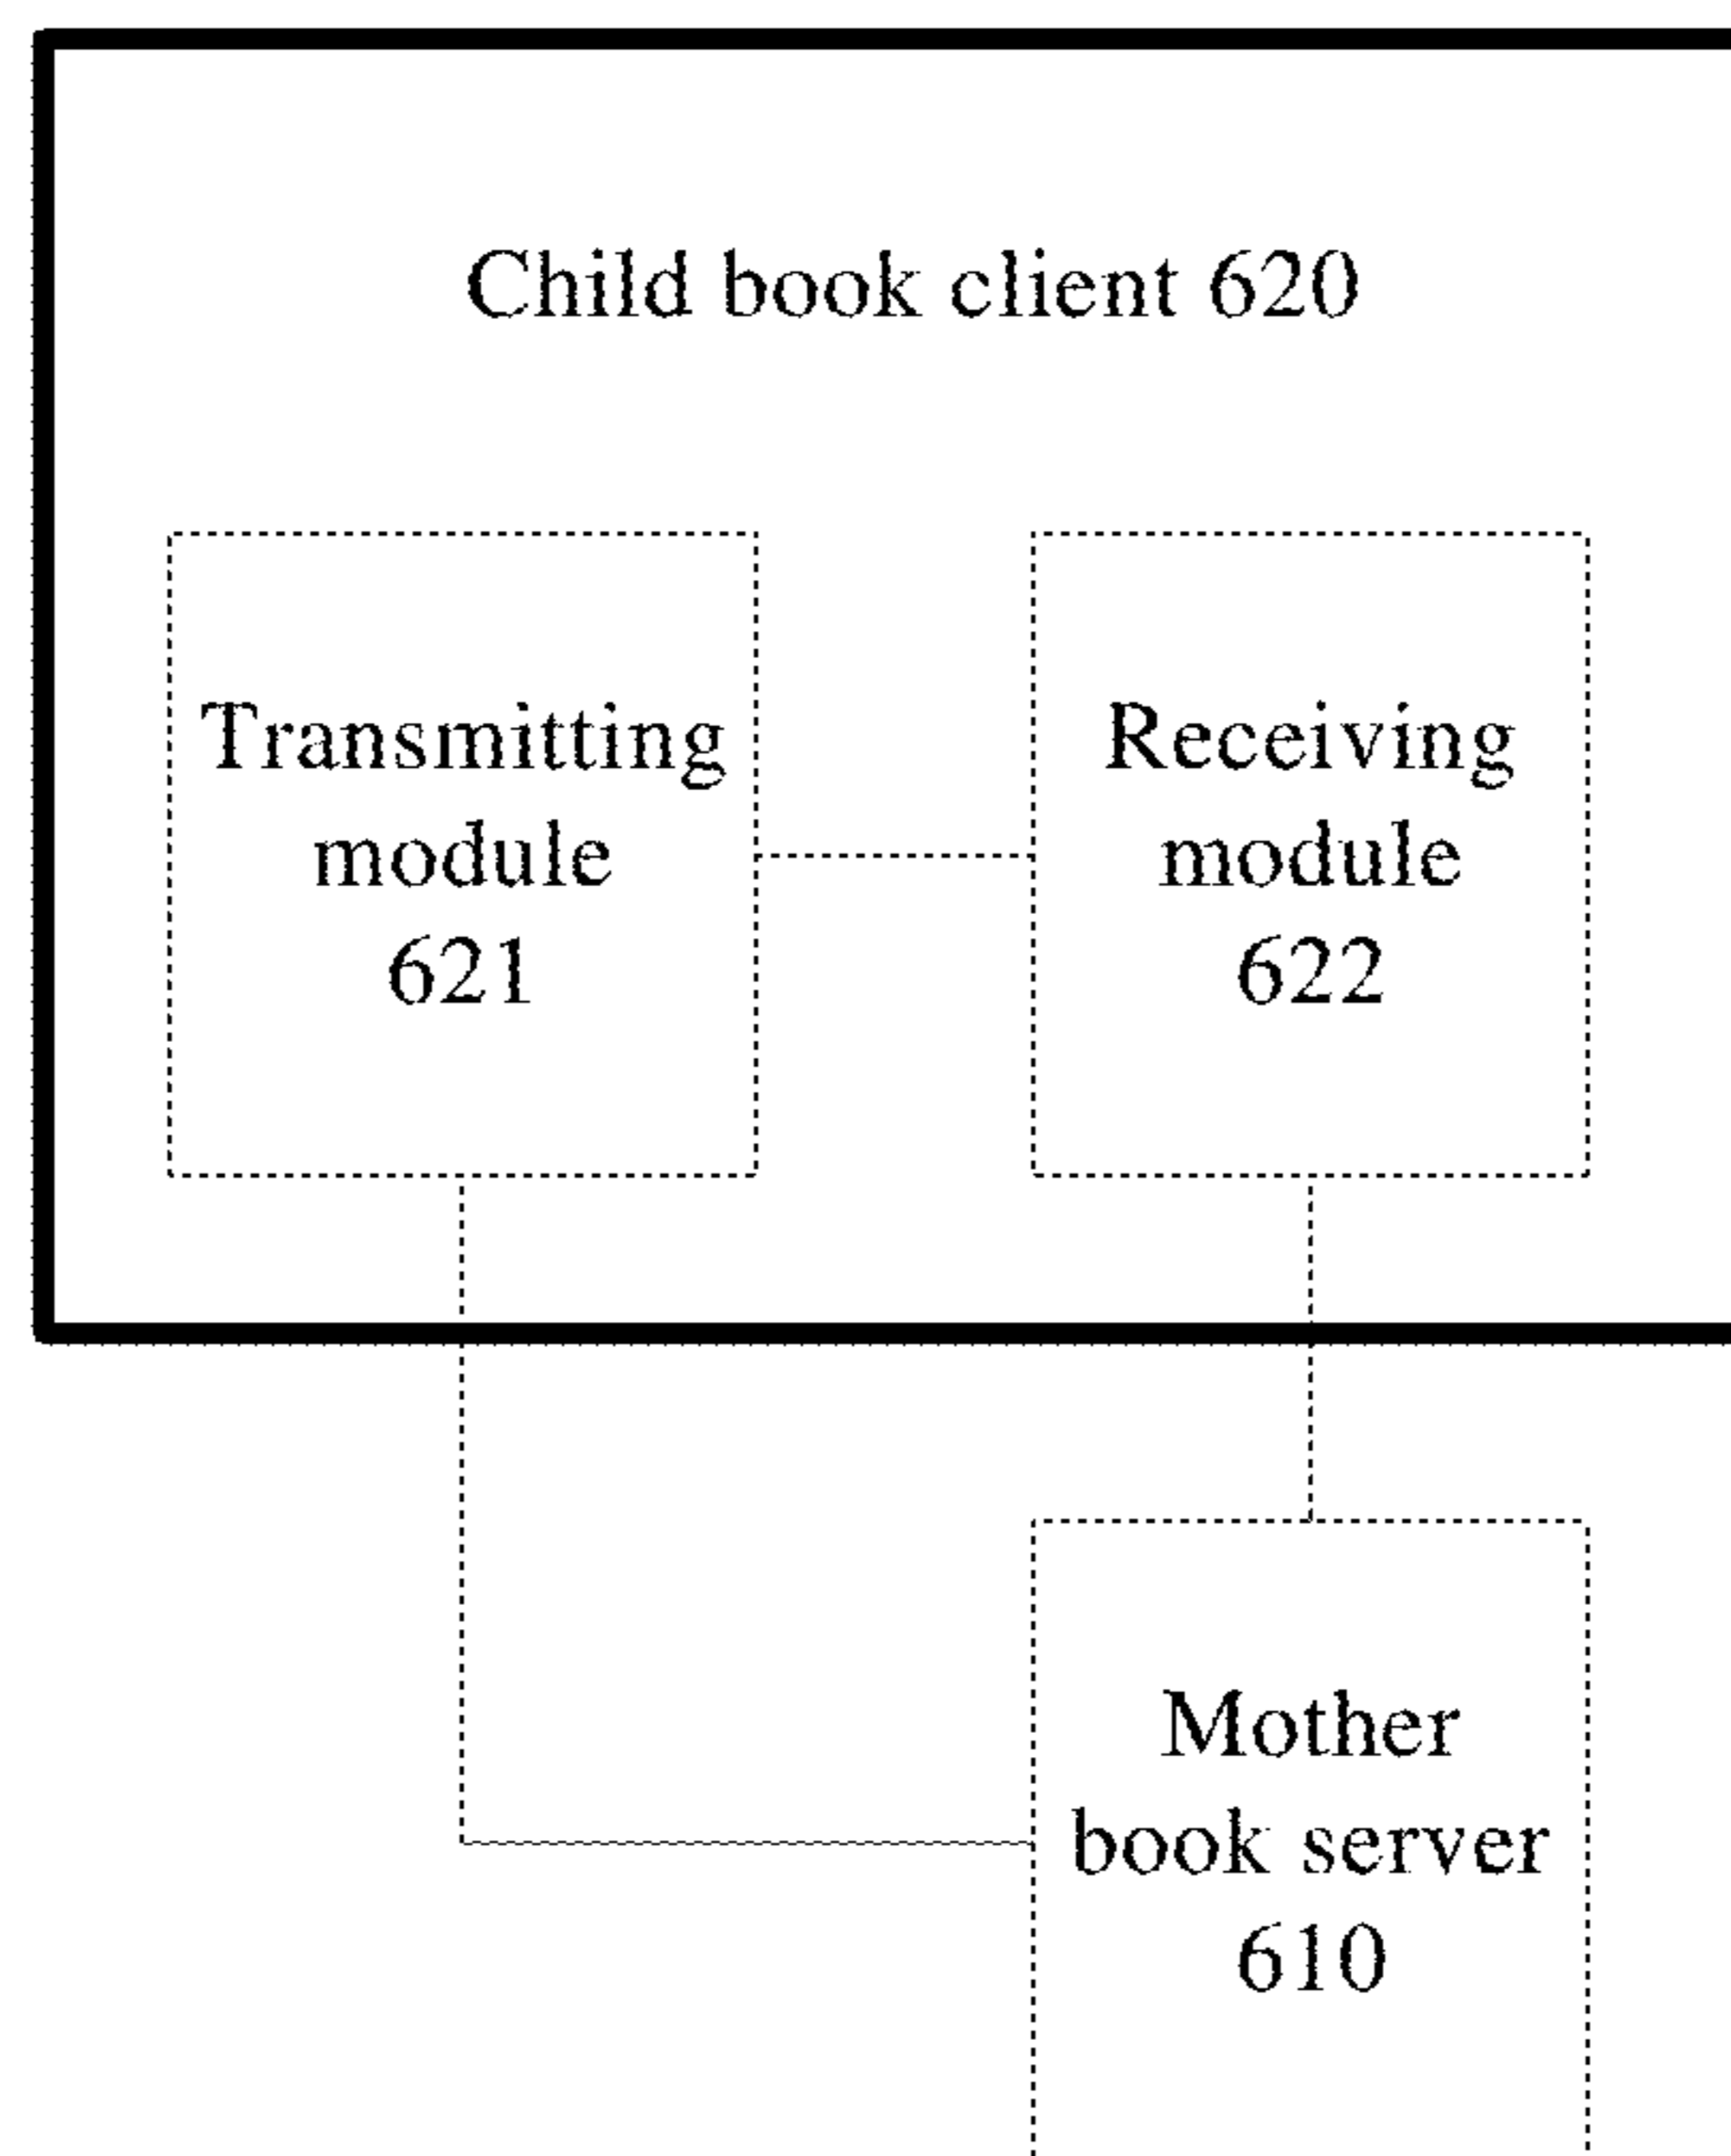 Child book client 620
Transmitting
module
621
Receiving
module
622
Mother
book server
610